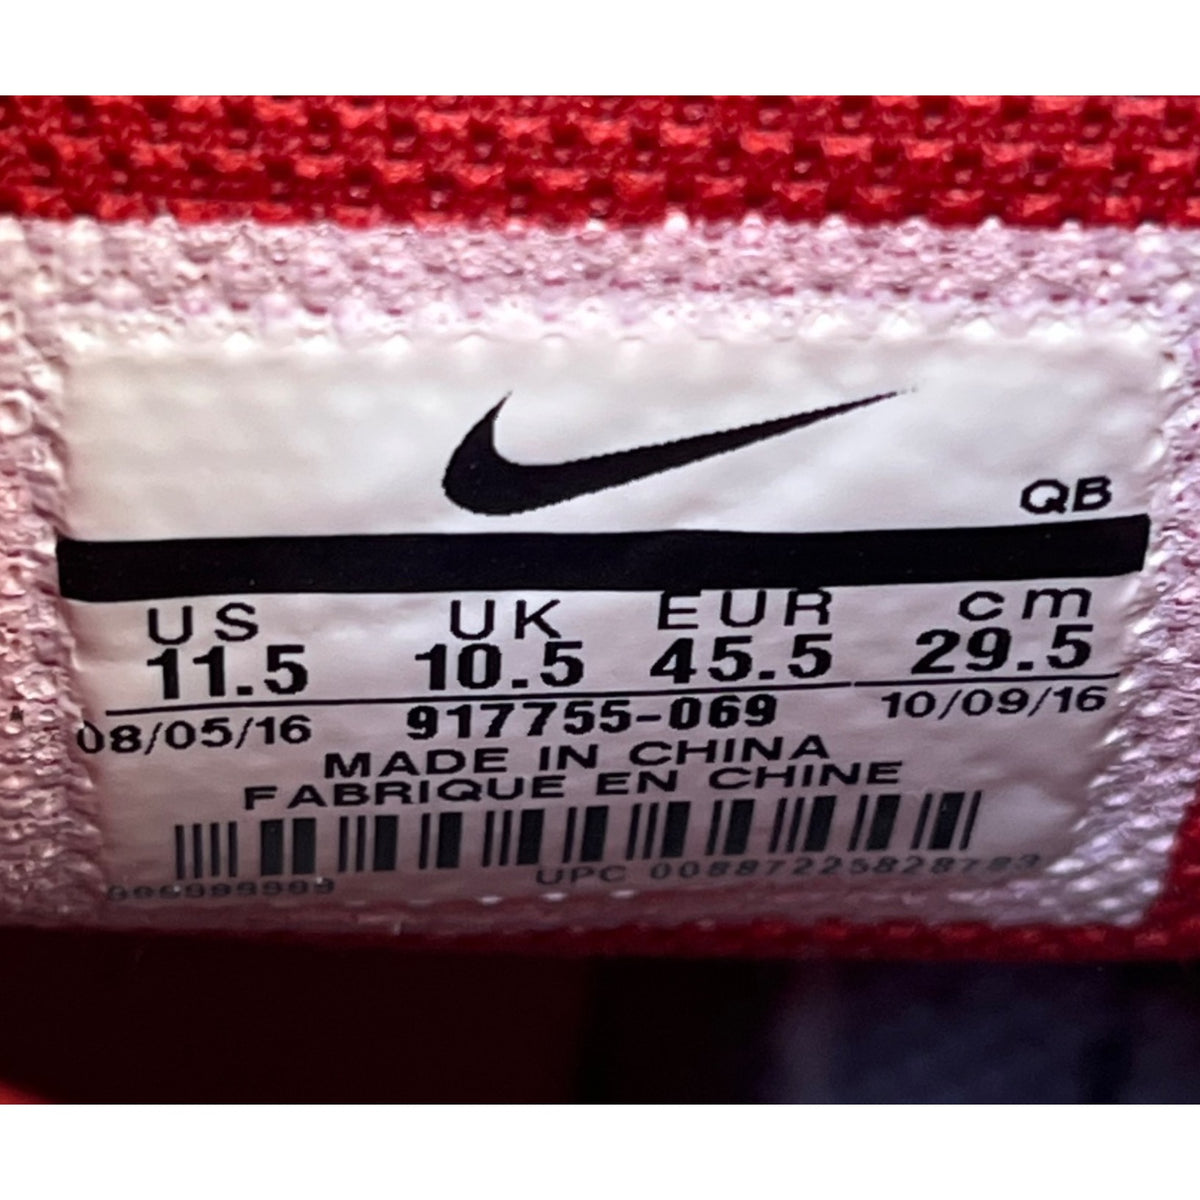 QB
US UK EUR cm
11.5 10.5 45.5 29.5
08/05/16 917755-069 10/09/16
MADE IN CHINA
FABRIQUE EN CHINE
UPC